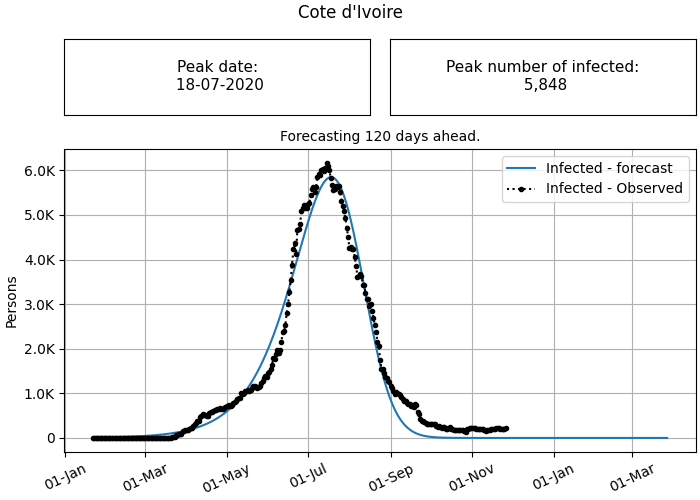 Cote d'Ivoire
Peak date:
18-07-2020
Peak number of infected:
5,848
Forecasting 120 days ahead.
Infected - forecast
Infected - Observed
6.0K
5.0K
4.0K
3.0K
2.0K
1.0K
0
Persons
01-Jan
01-Mar
01-May
01-Jul
01-Sep
01-Nov
01-Jan
01-Mar